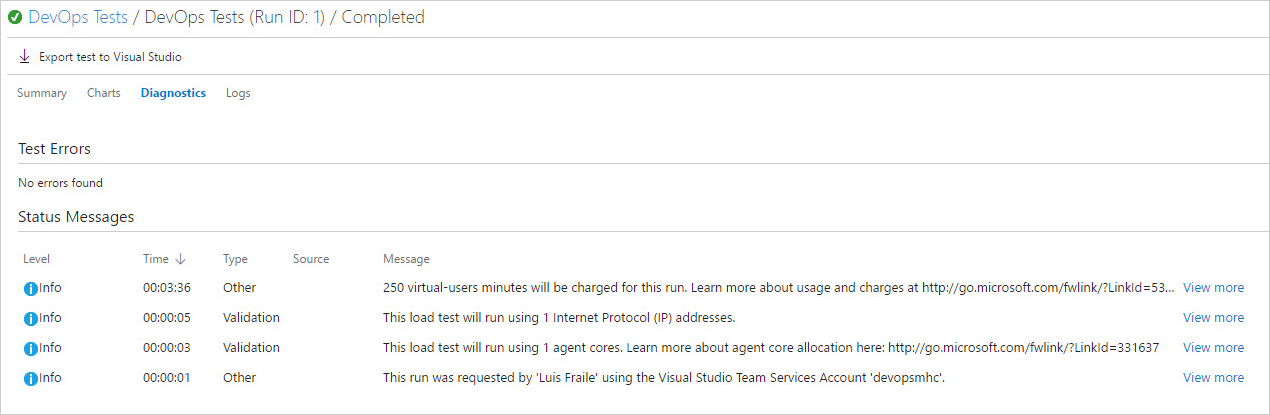 DevOps Tests / DevOps Tests (Run ID: 1) / Completed
Export test to Visual Studio
Summary Charts Diagnostics Logs
Test Errors
No errors found
Status Messages
Level Time Type Source Message
Info 00:03:36 Other 250 virtual-users minutes will be charged for this run. Learn more about usage and charges at http://go.microsoft.com/fwlink/?LinkId=53... View more
Info 00:00:05 Validation This load test will run using 1 Internet Protocol (IP) addresses. View more
Info 00:00:03 Validation This load test will run using 1 agent cores. Learn more about agent core allocation here: http://go.microsoft.com/fwlink/?LinkId=331637 View more
Info 00:00:01 Other This run was requested by 'Luis Fraile' using the Visual Studio Team Services Account 'devopsmhc'. View more